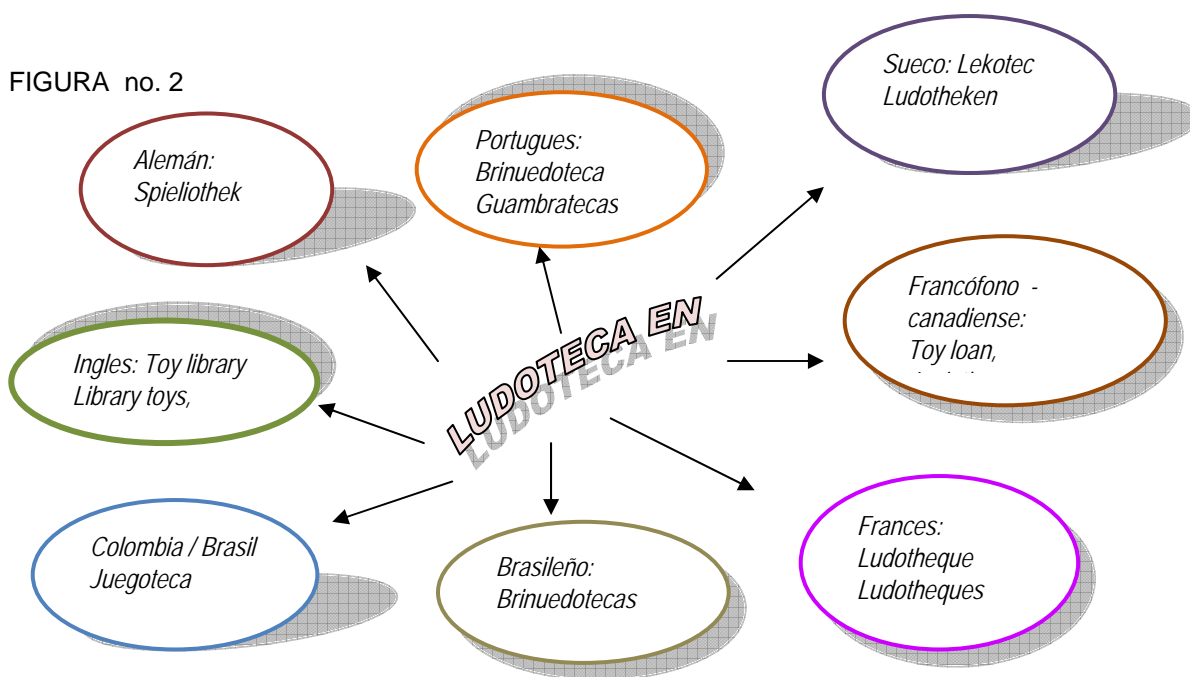 FIGURA no. 2
Alemán:
Spieliothek
Portugues:
Brinuedoteca
Guambratecas
Sueco: Lekotec
Ludotheken
Ingles: Toy library
Library toys,
LUDOTECA EN
Francófono -
canadiense:
Toy loan,
Colombia / Brasil
Juegoteca
Brasileño:
Brinuedotecas
Frances:
Ludotheque
Ludotheques